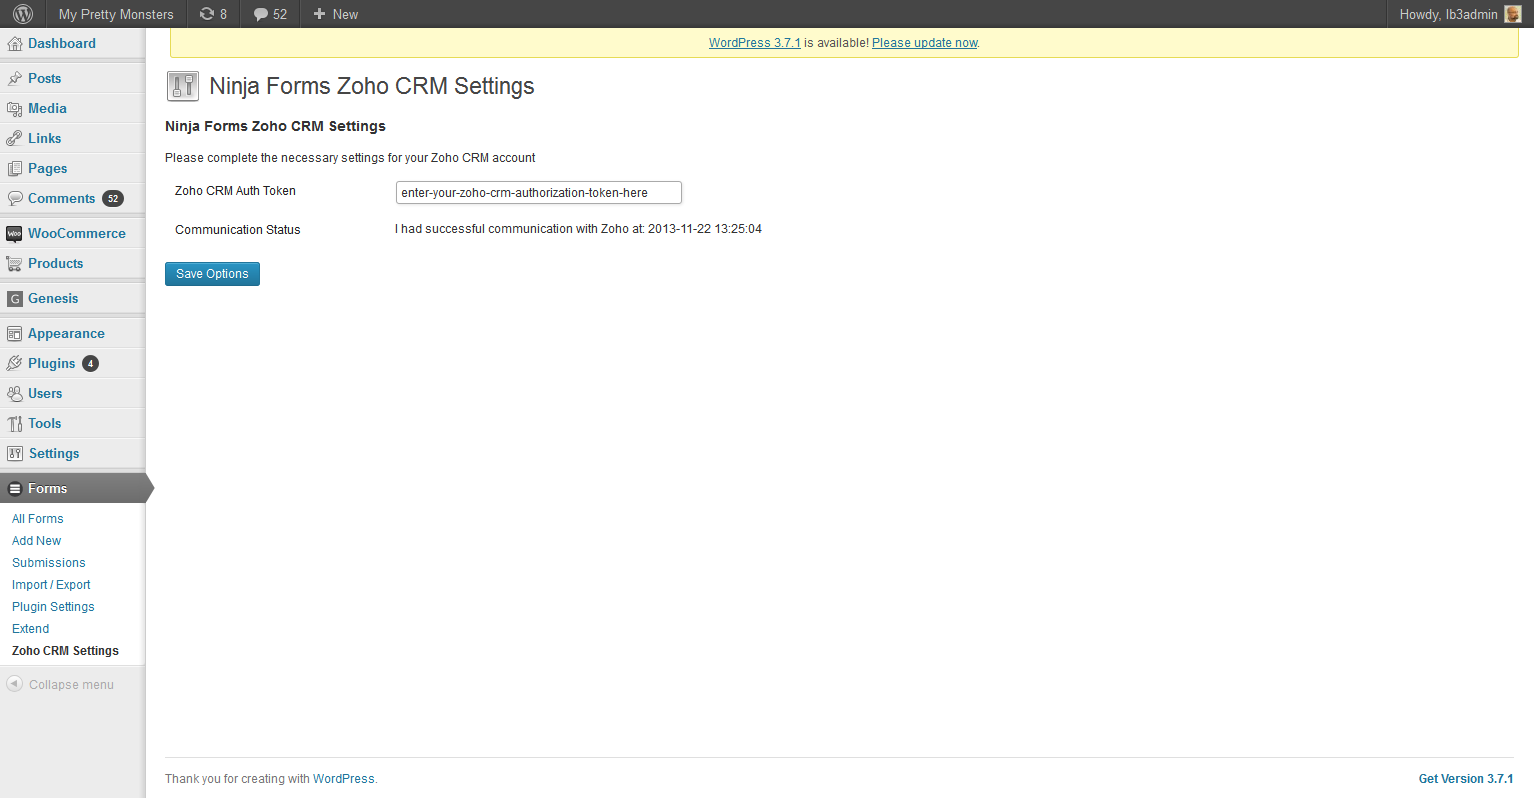 My Pretty Monsters 8 52 + New Howdy, lb3admin
WordPress 3.7.1 is available! Please update now.
Dashboard
Posts
Media
Links
Pages
Comments 52
WooCommerce
Products
Genesis
Appearance
Plugins 4
Users
Tools
Settings
Forms
All Forms
Add New
Submissions
Import / Export
Plugin Settings
Extend
Zoho CRM Settings
Collapse menu
Ninja Forms Zoho CRM Settings
Ninja Forms Zoho CRM Settings
Please complete the necessary settings for your Zoho CRM account
Zoho CRM Auth Token enter-your-zoho-crm-authorization-token-here
Communication Status I had successful communication with Zoho at: 2013-11-22 13:25:04
Save Options
Thank you for creating with WordPress. Get Version 3.7.1